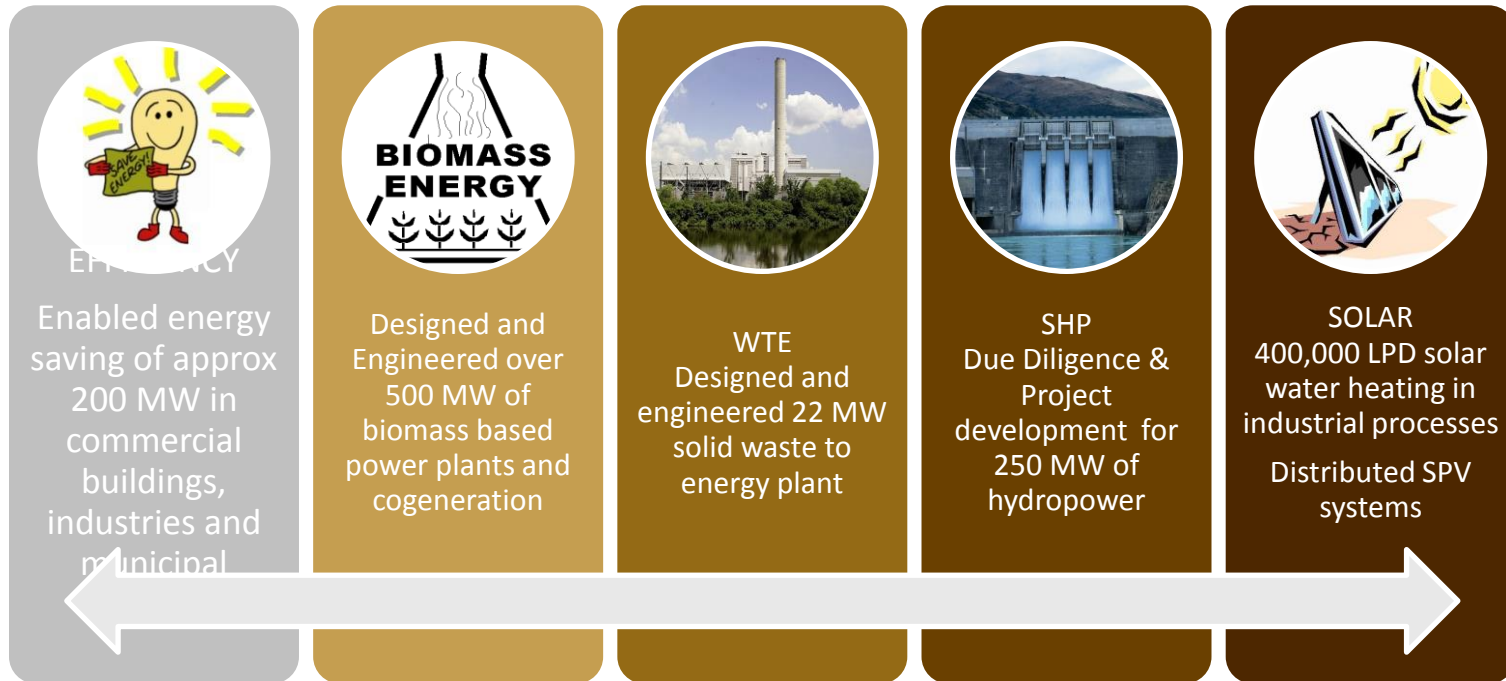 SAVE
ENERGY!
EFFICIENCY
Enabled energy
saving of approx
200 MW in
commercial
buildings,
industries and
municipal
BIOMASS
ENERGY
Designed and
Engineered over
500 MW of
biomass based
power plants and
cogeneration
WTE
Designed and
engineered 22 MW
solid waste to
energy plant
SHP
Due Diligence &
Project
development for
250 MW of
hydropower
SOLAR
400,000 LPD solar
water heating in
industrial processes
Distributed SPV
systems